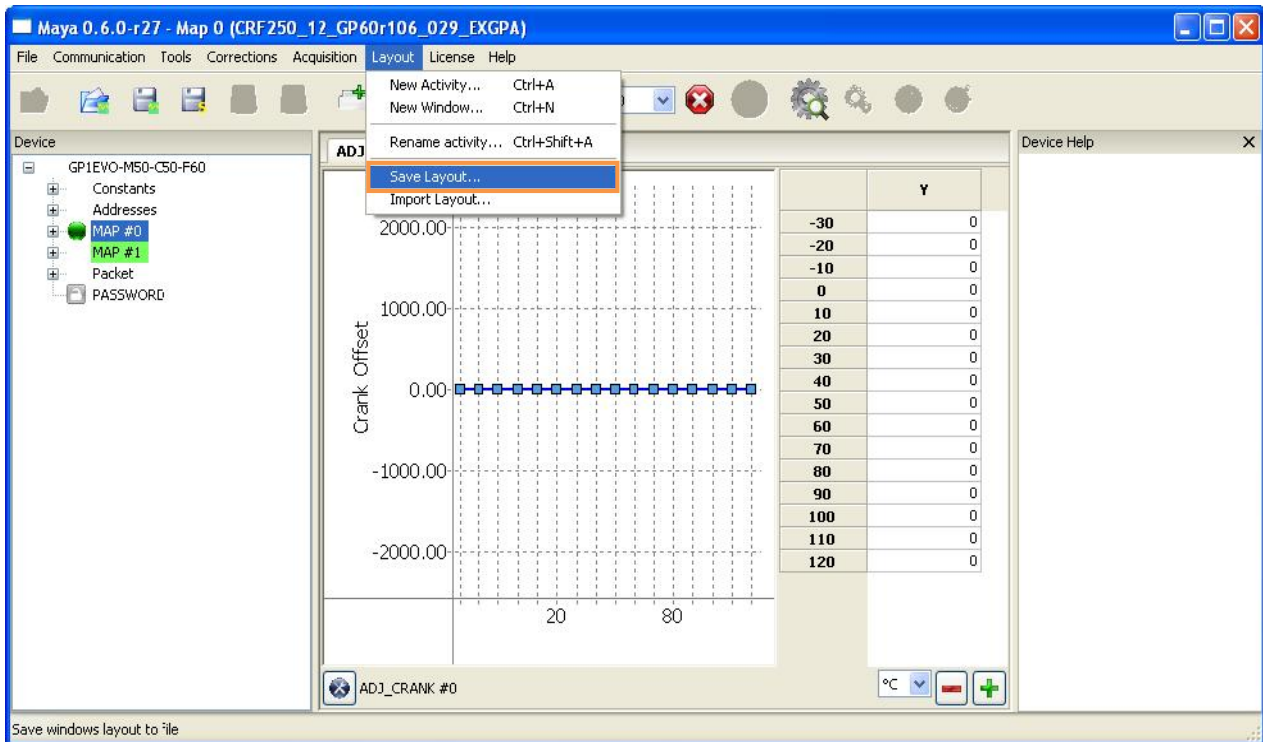 Maya 0.6.0-r27 - Map 0 (CRF250_12_GP60r106_029_EXGPA)
File Communication Tools Corrections Acquisition Layout License Help
New Activity... Ctrl+A
New Window... Ctrl+N
Rename activity... Ctrl+Shift+A
Save Layout...
Import Layout...
Device
GP1EVO-M50-C50-F60
Constants
Addresses
MAP #0
MAP #1
Packet
PASSWORD
ADJ
2000.00
1000.00
0.00
-1000.00
-2000.00
Crank Offset
20 80
Y
-30 0
-20 0
-10 0
0 0
10 0
20 0
30 0
40 0
50 0
60 0
70 0
80 0
90 0
100 0
110 0
120 0
ADJ_CRANK #0
°C
Device Help
Save windows layout to file